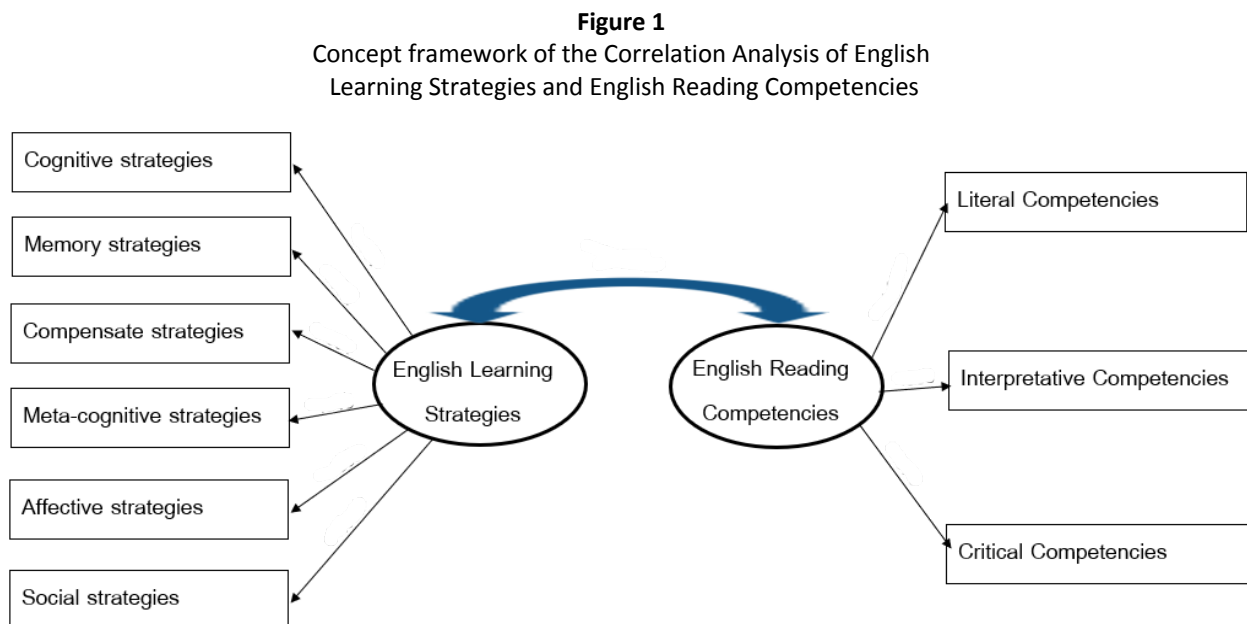 Figure 1
Concept framework of the Correlation Analysis of English
Learning Strategies and English Reading Competencies
Cognitive strategies
Memory strategies
Compensate strategies
Meta-cognitive strategies
Affective strategies
Social strategies
English Learning
Strategies
English Reading
Competencies
Literal Competencies
Interpretative Competencies
Critical Competencies